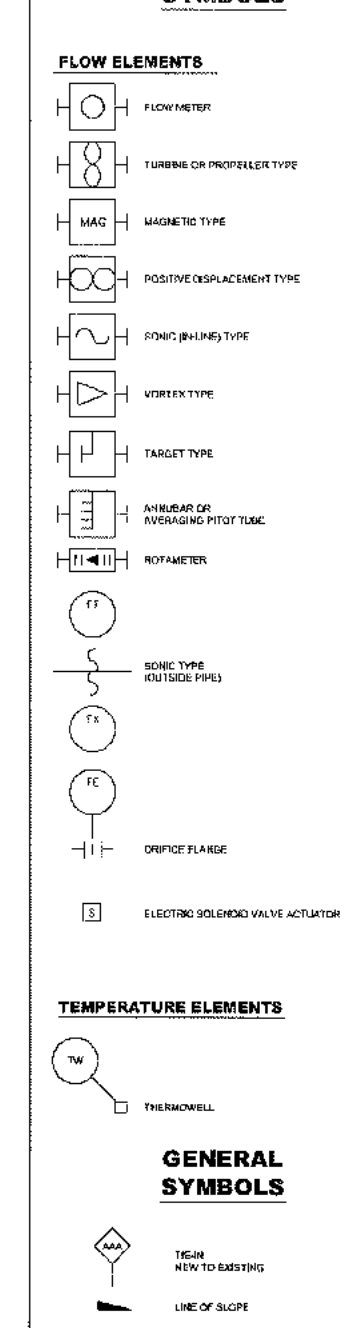 FLOW ELEMENTS
FLOW METER
TURBINE OR PROPELLER TYPE
MAG
MAGNETIC TYPE
POSITIVE DISPLACEMENT TYPE
SONIC (IN-LINE) TYPE
VORTEX TYPE
TARGET TYPE
ANNUBAR OR
AVERAGING PITOT TUBE
ROTAMETER
SONIC TYPE
(OUTSIDE PIPE)
FX
FE
ORIFICE FLANGE
S
ELECTRIC SOLENOID VALVE ACTUATOR
TEMPERATURE ELEMENTS
TW
THERMOWELL
GENERAL
SYMBOLS
AAA
TIE-IN
NEW TO EXISTING
LINE OF SLOPE